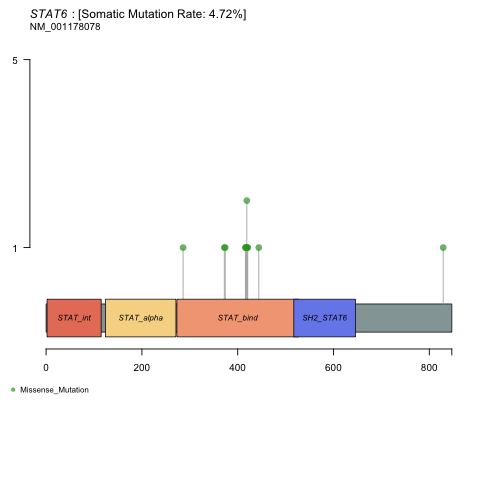 STAT6 : [Somatic Mutation Rate: 4.72%]
NM_001178078
5
1
STAT_int
STAT_alpha
STAT_bind
SH2_STAT6
0
200
400
600
800
Missense_Mutation